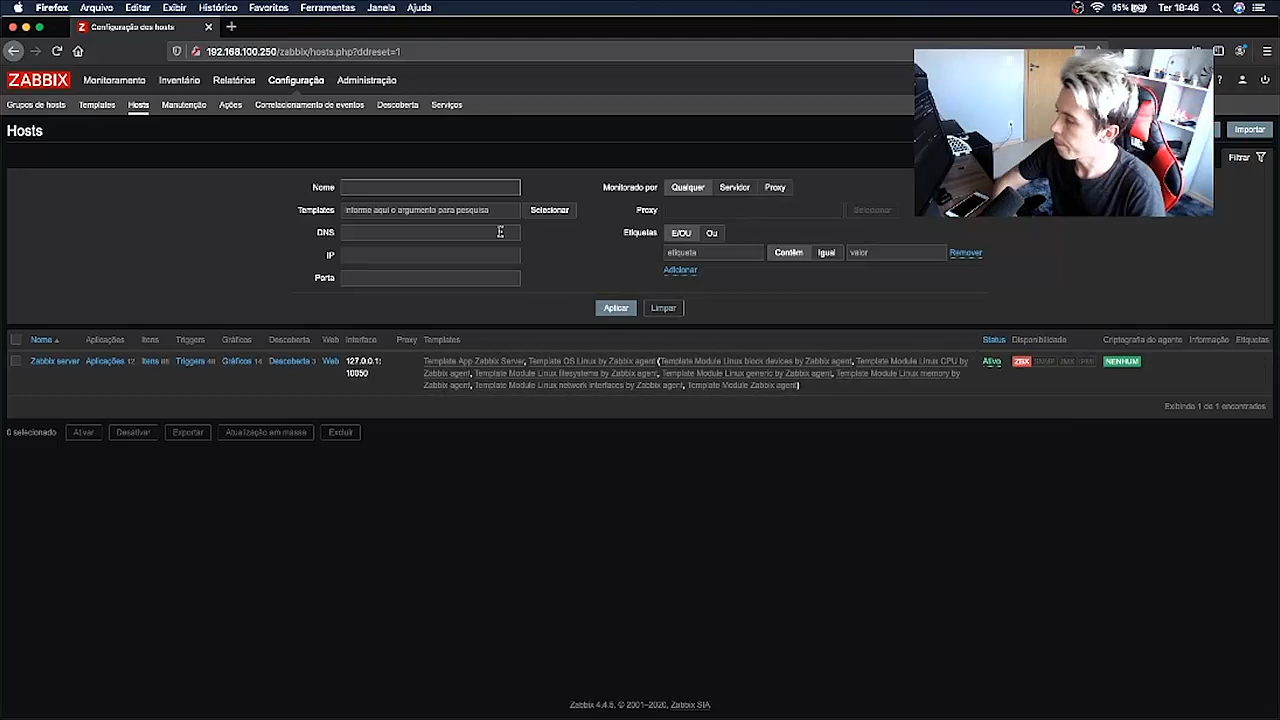 Firefox Arquivo Editar Exibir Histórico Favoritos Ferramentas Janela Ajuda 95% Ter 18:46
Configuração dos hosts
192.168.100.250/zabbix/hosts.php?ddreset=1
ZABBIX Monitoramento Inventário Relatórios Configuração Administração ?
Grupos de hosts Templates Hosts Manutenção Ações Correlacionamento de eventos Descoberta Serviços
Hosts Importar
Filtrar
Nome Monitorado por Qualquer Servidor Proxy
Templates informe aqui o argumento para pesquisa Selecionar Proxy Selecionar
DNS Etiquetas E/OU Ou
etiqueta Contém Igual valor Remover
IP
Adicionar
Porta
Aplicar Limpar
Nome Aplicações Itens Triggers Gráficos Descoberta Web Interface Proxy Templates Status Disponibilidade Criptografia do agente Informação Etiquetas
Zabbix server Aplicações 12 Itens Triggers Gráficos 14 Descoberta 3 Web 127.0.0.1: Template App Zabbix Server, Template OS Linux by Zabbix agent (Template Module Linux block devices by Zabbix agent, Template Module Linux CPU by Ativo ZBX SNMP JMX IPMI NENHUM
10050 Zabbix agent, Template Module Linux filesystems by Zabbix agent, Template Module Linux generic by Zabbix agent, Template Module Linux memory by
Zabbix agent, Template Module Linux network interfaces by Zabbix agent, Template Module Zabbix agent)
Exibindo 1 de 1 encontrados
0 selecionado Ativar Desativar Exportar Atualização em massa Excluir
Zabbix 4.4.5. © 2001–2020, Zabbix SIA